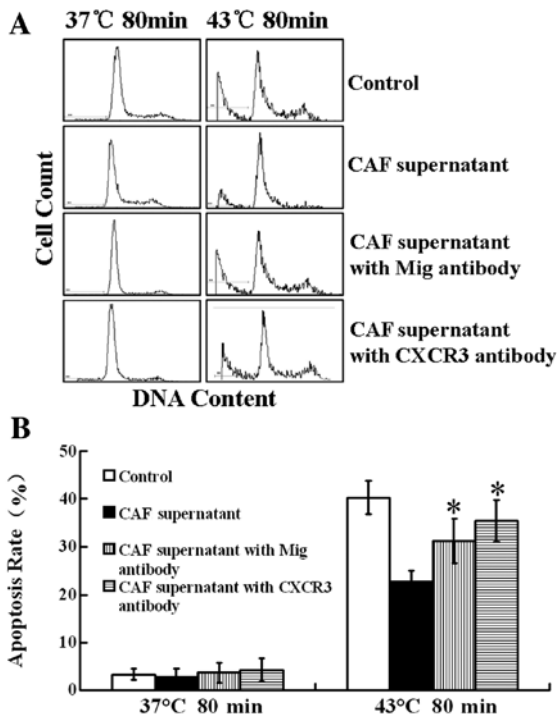 A
37℃ 80min
43℃ 80min
Cell Count
Control
CAF supernatant
CAF supernatant
with Mig antibody
CAF supernatant
with CXCR3 antibody
DNA Content
B
Apoptosis Rate (%)
50
40
30
20
10
0
Control
CAF supernatant
CAF supernatant with Mig
antibody
CAF supernatant with CXCR3
antibody
*
*
37°C 80 min
43°C 80 min